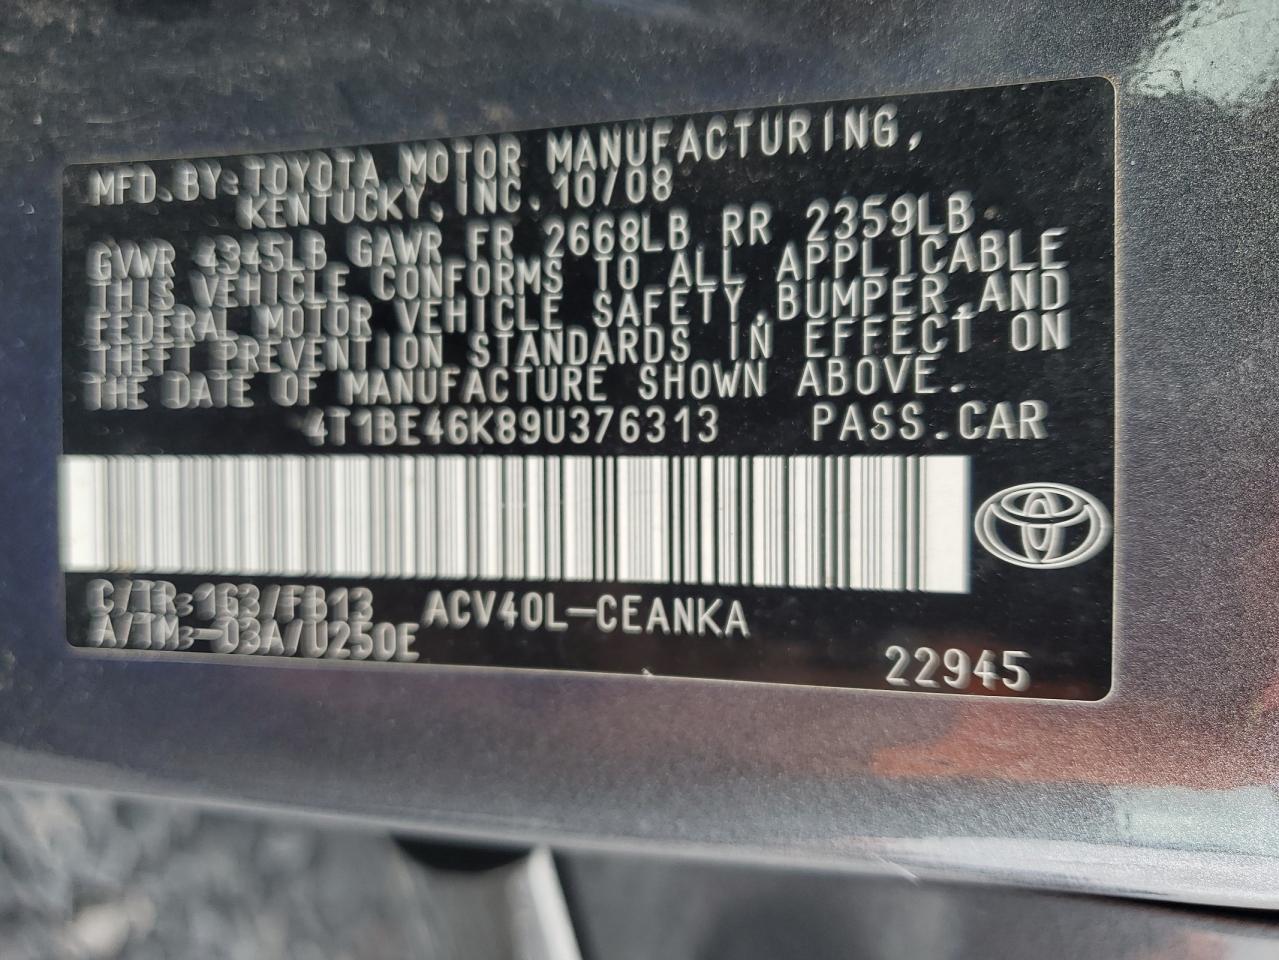 MFD.BY:TOYOTA MOTOR MANUFACTURING,
KENTUCKY, INC. 10/08
GVWR 4345LB GAWR FR 2668LB RR 2359LB
THIS VEHICLE CONFORMS TO ALL APPLICABLE
FEDERAL MOTOR VEHICLE SAFETY,BUMPER,AND
THEFT PREVENTION STANDARDS IN EFFECT ON
THE DATE OF MANUFACTURE SHOWN ABOVE.
4T1BE46K89U376313 PASS.CAR
C/TR:1G3/FB13 ACV40L-CEANKA
A/TM:-03A/U250E
22945